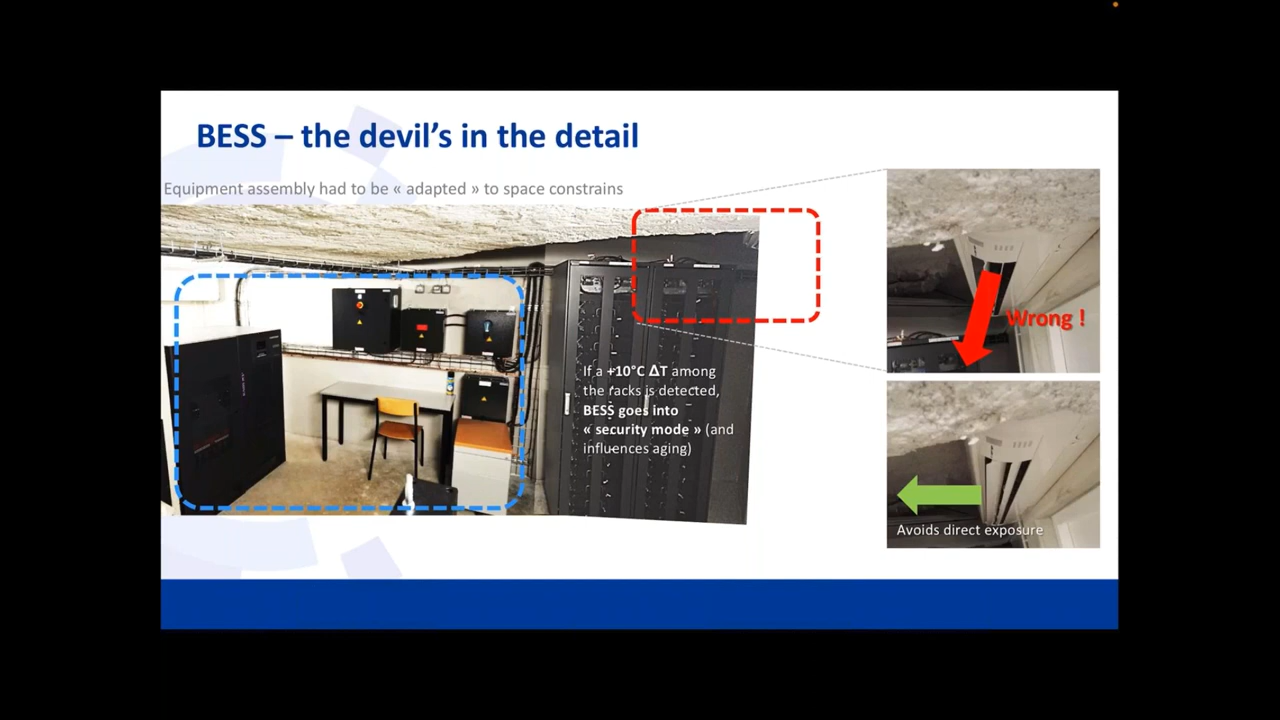 BESS – the devil’s in the detail
Equipment assembly had to be « adapted » to space constrains
If a +10°C ΔT among
the racks is detected,
BESS goes into
« security mode » (and
influences aging)
Wrong !
Avoids direct exposure